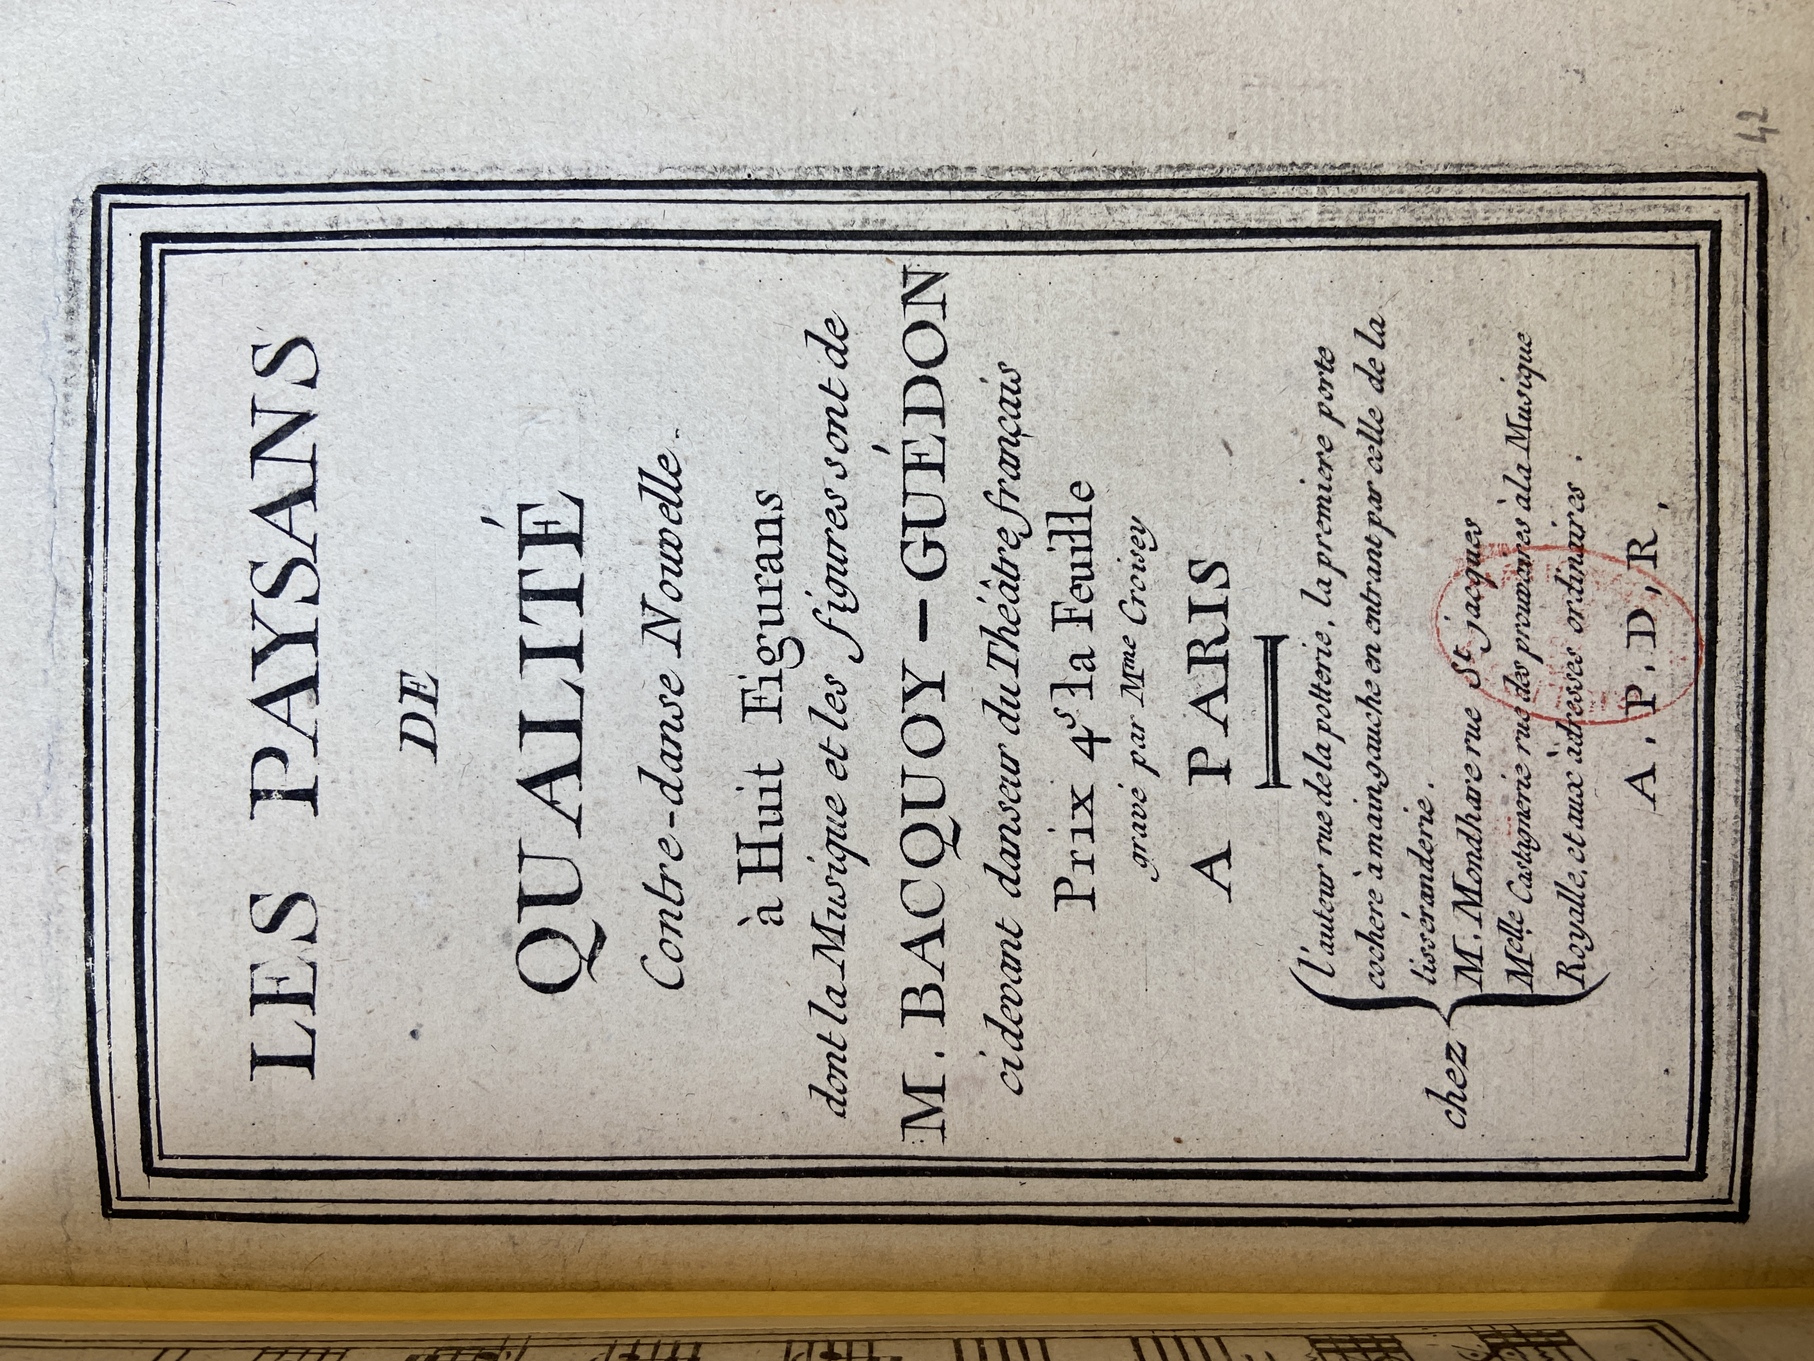 LES PAYSANS
DE
QUALITÉ
Contre-danse Nouvelle.
à Huit Figurans
dont la Musique et les figures sont de
M. BACQUOY-GUÉDON
cidevant danseur du Théâtre français
Prix 4s la Feuille
gravé par Mme Croisey
A PARIS
chez
l'auteur rue de la potterie, la premiere porte
cochere à main gauche en entrant par celle de la
tisséranderie.
M. Mondhare rue St. jacques
Melle Castagnerie rue des prouvaires à la Musique
Royalle, et aux àdresses ordinaires.
A. P. D, R,
42